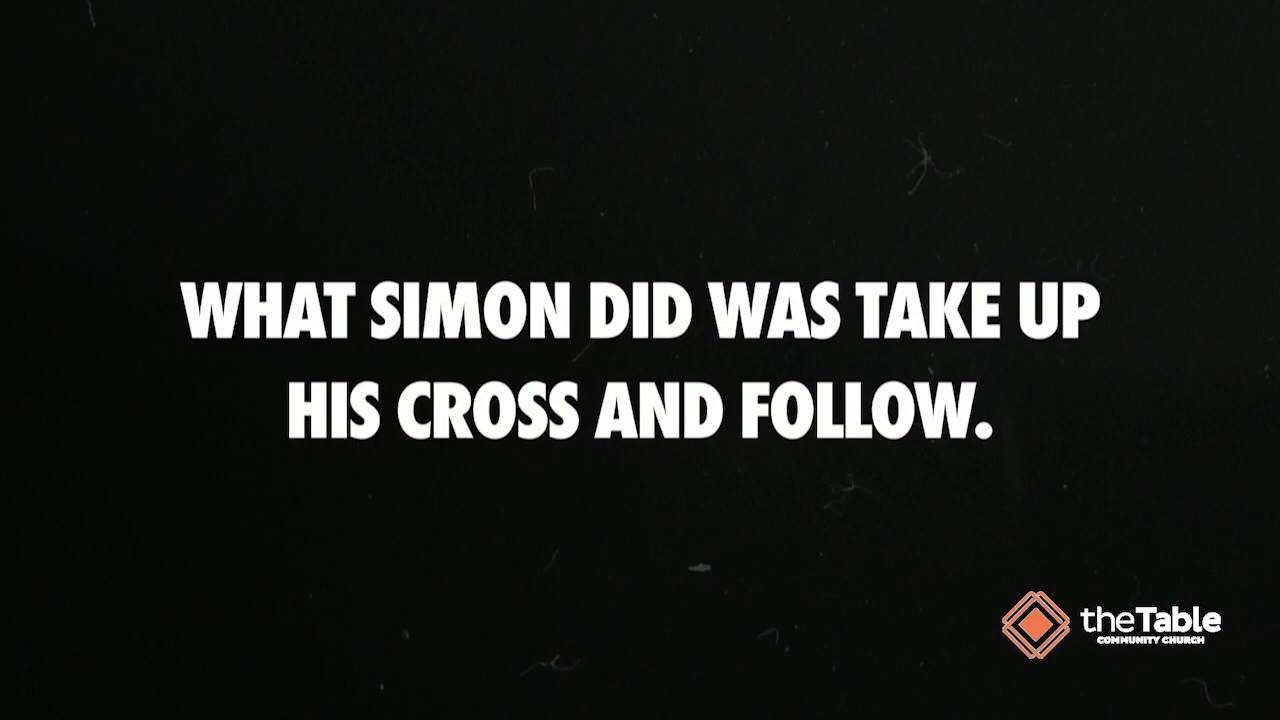 WHAT SIMON DID WAS TAKE UP
HIS CROSS AND FOLLOW.
theTable
COMMUNITY CHURCH